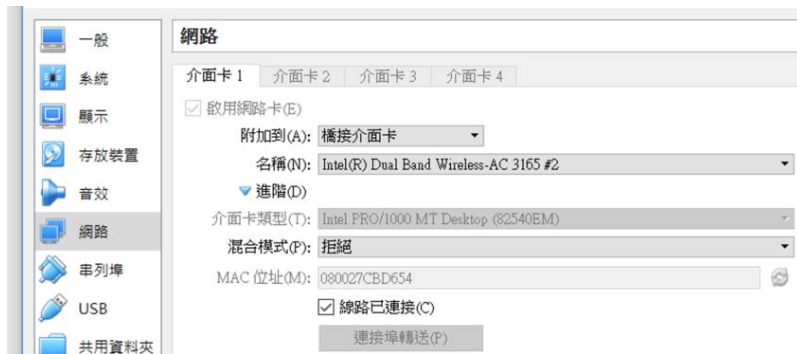 一般
系統
顯示
存放裝置
音效
網路
串列埠
USB
共用資料夾
網路
介面卡 1 介面卡 2 介面卡 3 介面卡 4
啟用網路卡(E)
附加到(A): 橋接介面卡
名稱(N): Intel(R) Dual Band Wireless-AC 3165 #2
進階(D)
介面卡類型(T): Intel PRO/1000 MT Desktop (82540EM)
混合模式(P): 拒絕
MAC 位址(M): 080027CBD654
線路已連接(C)
連接埠轉送(P)